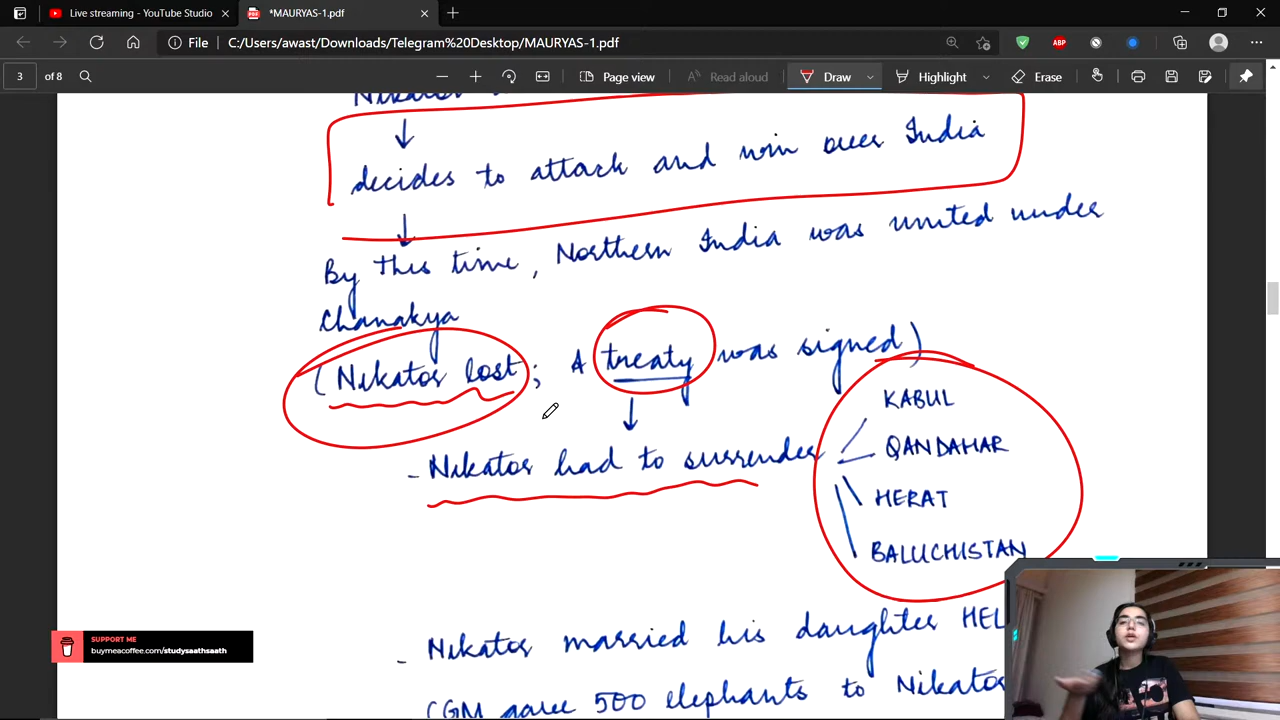 Live streaming - YouTube Studio
*MAURYAS-1.pdf
File
C:/Users/awast/Downloads/Telegram%20Desktop/MAURYAS-1.pdf
ABP
3 of 8
Page view
Read aloud
Draw
Highlight
Erase
decides to attack and win over India
By this time, Northern India was united under
Chanakya
(Nikator lost; A treaty was signed)
KABUL
- Nikator had to surrender
QANDAHAR
HERAT
BALUCHISTAN
SUPPORT ME
buymeacoffee.com/studysaathsaath
- Nikator married his daughter HEL
CGM gave 500 elephants to Nikator